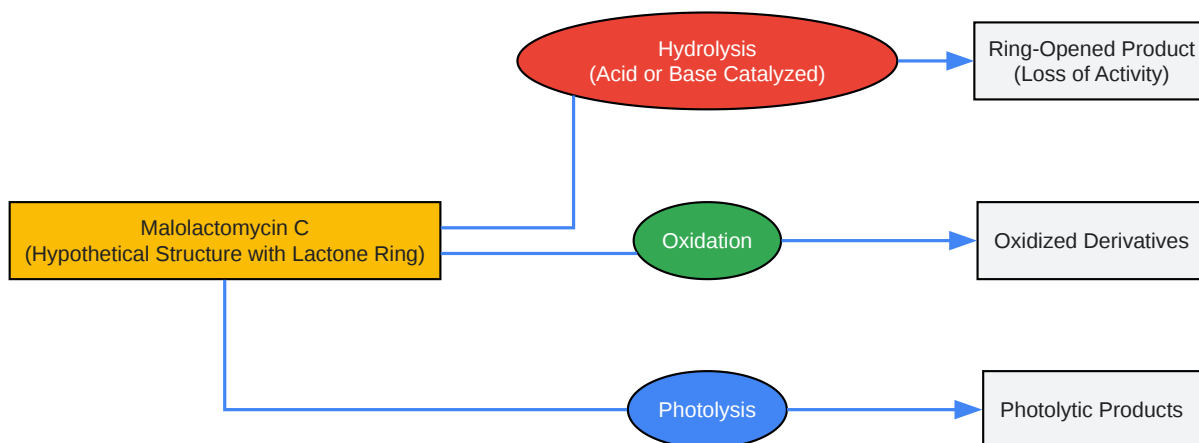 Hydrolysis
(Acid or Base Catalyzed)
Ring-Opened Product
(Loss of Activity)
Malolactomycin C
(Hypothetical Structure with Lactone Ring)
Oxidation
Oxidized Derivatives
Photolysis
Photolytic Products